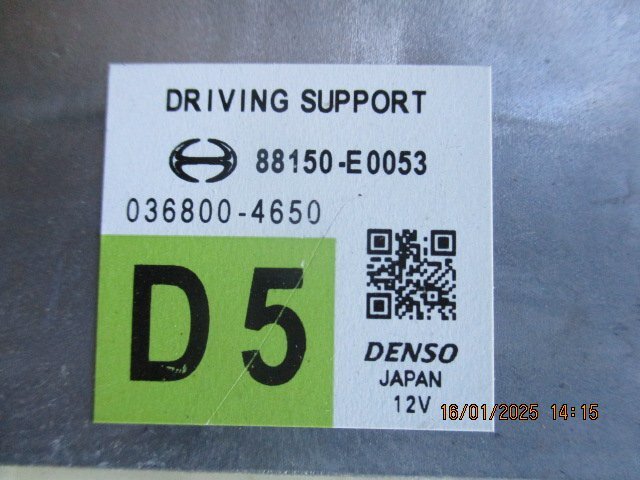 DRIVING SUPPORT
88150-E0053
036800-4650
D5
DENSO
JAPAN
12V
16/01/2025 14:15